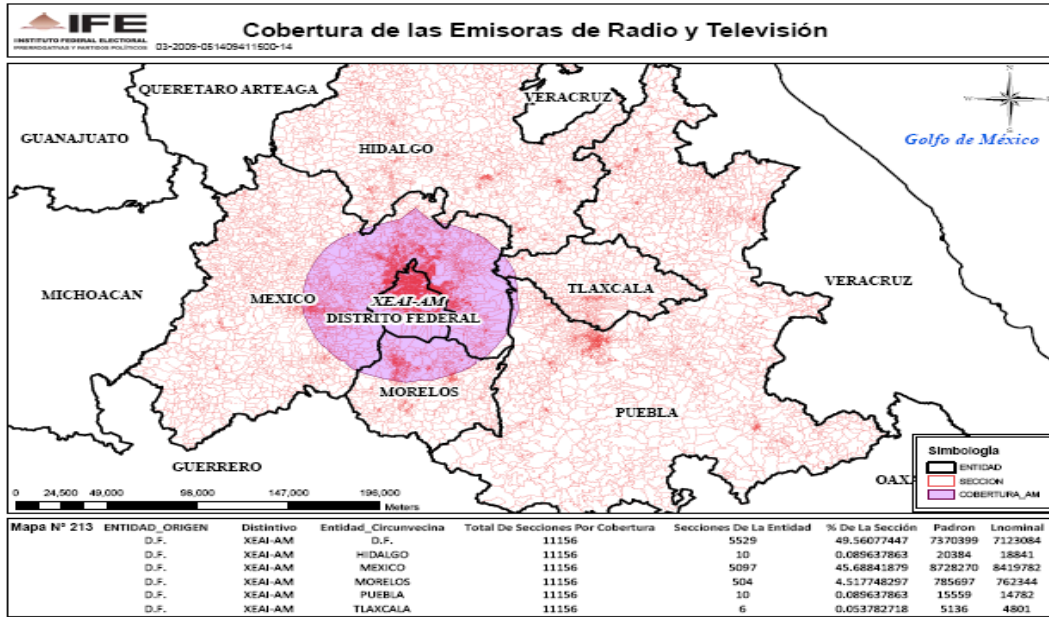 IFE
INSTITUTO FEDERAL ELECTORAL
PRERROGATIVAS Y PARTIDOS POLÍTICOS
03-2009-051409411500-14
Cobertura de las Emisoras de Radio y Televisión
QUERETARO ARTEAGA
VERACRUZ
N
W
E
S
GUANAJUATO
HIDALGO
Golfo de México
MICHOACAN
MEXICO
XEAI-AM
DISTRITO FEDERAL
TLAXCALA
VERACRUZ
MORELOS
PUEBLA
GUERRERO
OAXA
Simbología
ENTIDAD
SECCION
COBERTURA_AM
0 24,500 49,000 98,000 147,000 196,000
Meters
Mapa N° 213 ENTIDAD_ORIGEN Distintivo Entidad_Circunvecina Total De Secciones Por Cobertura Secciones De La Entidad % De La Sección Padron Lnominal
D.F. XEAI-AM D.F. 11156 5529 49.56077447 7370399 7123084
D.F. XEAI-AM HIDALGO 11156 10 0.089637863 20384 18841
D.F. XEAI-AM MEXICO 11156 5097 45.68841879 8728270 8419782
D.F. XEAI-AM MORELOS 11156 504 4.517748297 785697 762344
D.F. XEAI-AM PUEBLA 11156 10 0.089637863 15559 14782
D.F. XEAI-AM TLAXCALA 11156 6 0.053782718 5136 4801